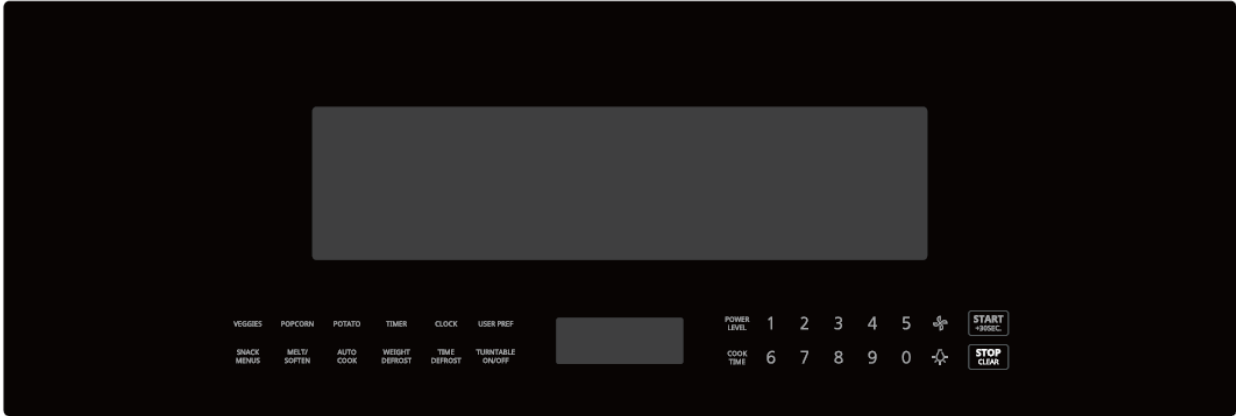 VEGGIES POPCORN POTATO TIMER CLOCK USER PREF
SNACK MENUS MELT/ SOFTEN AUTO COOK WEIGHT DEFROST TIME DEFROST TURNTABLE ON/OFF
POWER LEVEL 1 2 3 4 5 START +30SEC.
COOK TIME 6 7 8 9 0 STOP CLEAR